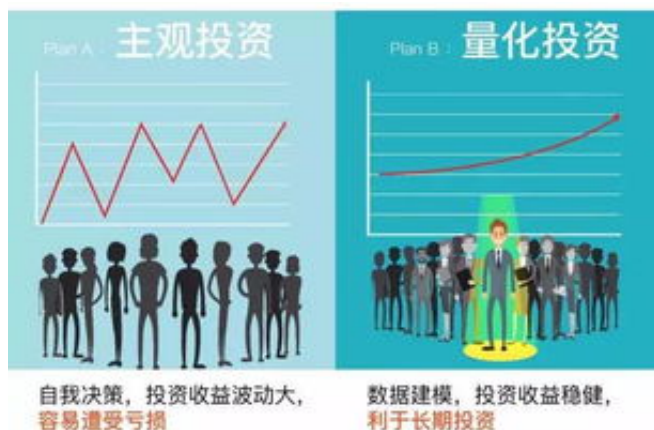 Plan A : 主观投资
Plan B : 量化投资
自我决策，投资收益波动大，
容易遭受亏损
数据建模，投资收益稳健，
利于长期投资